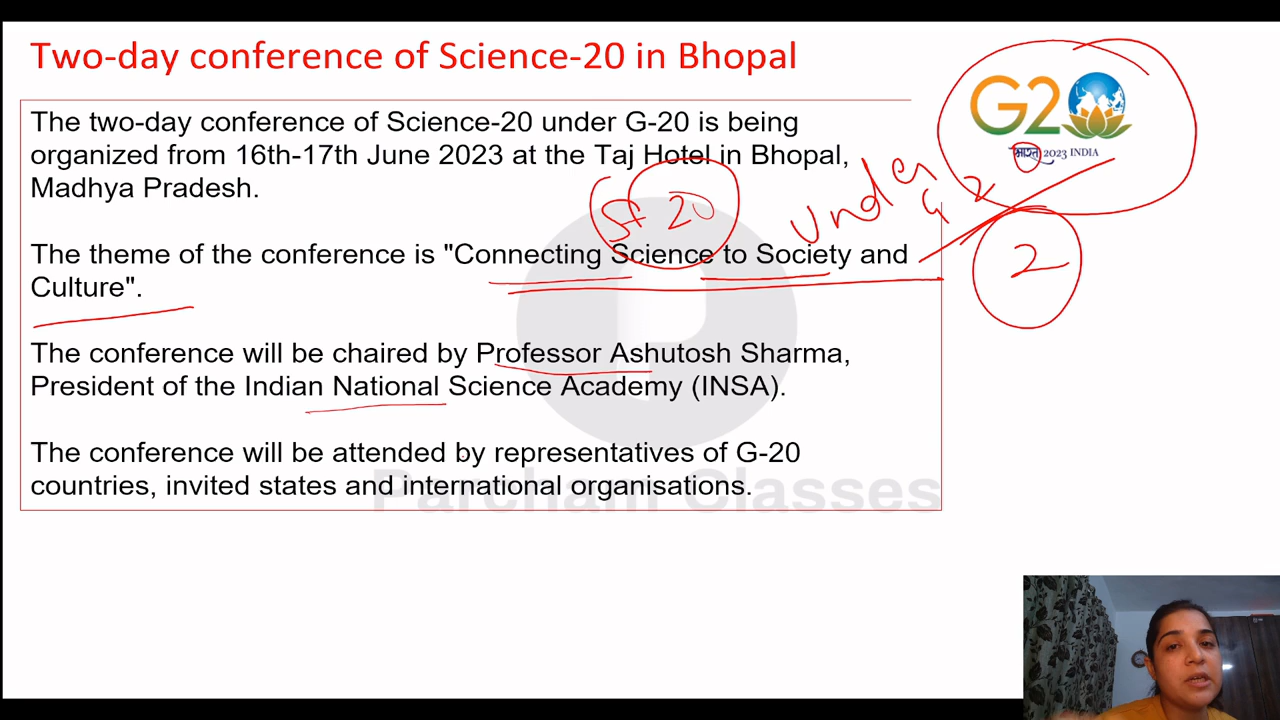 Two-day conference of Science-20 in Bhopal
G20
भारत 2023 INDIA
The two-day conference of Science-20 under G-20 is being
organized from 16th-17th June 2023 at the Taj Hotel in Bhopal,
Madhya Pradesh.
20
under
G 20
The theme of the conference is "Connecting Science to Society and
Culture".
2
The conference will be chaired by Professor Ashutosh Sharma,
President of the Indian National Science Academy (INSA).
The conference will be attended by representatives of G-20
countries, invited states and international organisations.
Parcham Classes